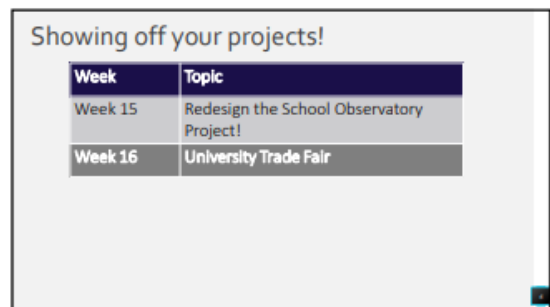 Showing off your projects!
Week Topic
Week 15 Redesign the School Observatory
Project!
Week 16 University Trade Fair